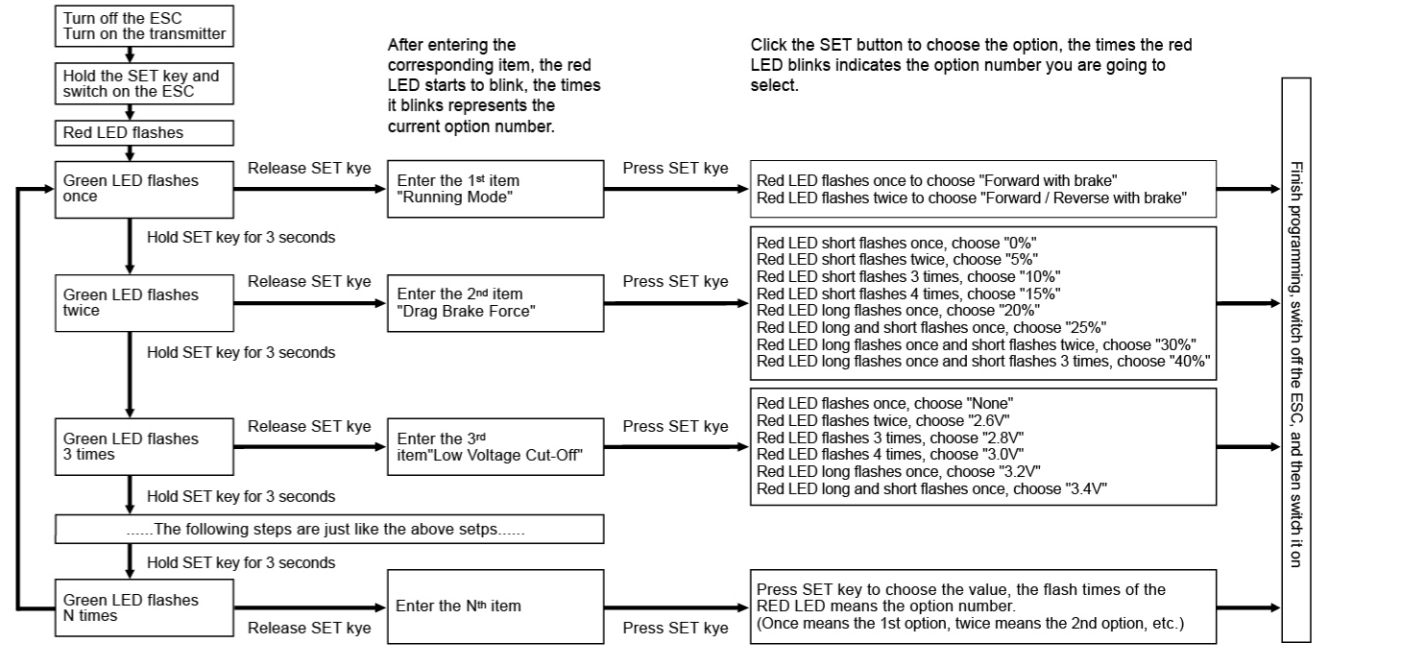 Turn off the ESC
Turn on the transmitter
After entering the
corresponding item, the red
LED starts to blink, the times
it blinks represents the
current option number.
Click the SET button to choose the option, the times the red
LED blinks indicates the option number you are going to
select.
Hold the SET key and
switch on the ESC
Red LED flashes
Green LED flashes
once
Release SET kye
Enter the 1st item
"Running Mode"
Press SET kye
Red LED flashes once to choose "Forward with brake"
Red LED flashes twice to choose "Forward / Reverse with brake"
Hold SET key for 3 seconds
Green LED flashes
twice
Release SET kye
Enter the 2nd item
"Drag Brake Force"
Press SET kye
Red LED short flashes once, choose "0%"
Red LED short flashes twice, choose "5%"
Red LED short flashes 3 times, choose "10%"
Red LED short flashes 4 times, choose "15%"
Red LED long flashes once, choose "20%"
Red LED long and short flashes once, choose "25%"
Red LED long flashes once and short flashes twice, choose "30%"
Red LED long flashes once and short flashes 3 times, choose "40%"
Hold SET key for 3 seconds
Green LED flashes
3 times
Release SET kye
Enter the 3rd
item"Low Voltage Cut-Off"
Press SET kye
Red LED flashes once, choose "None"
Red LED flashes twice, choose "2.6V"
Red LED flashes 3 times, choose "2.8V"
Red LED flashes 4 times, choose "3.0V"
Red LED long flashes once, choose "3.2V"
Red LED long and short flashes once, choose "3.4V"
Hold SET key for 3 seconds
......The following steps are just like the above setps......
Hold SET key for 3 seconds
Green LED flashes
N times
Release SET kye
Enter the Nth item
Press SET kye
Press SET key to choose the value, the flash times of the
RED LED means the option number.
(Once means the 1st option, twice means the 2nd option, etc.)
Finish programming, switch off the ESC, and then switch it on